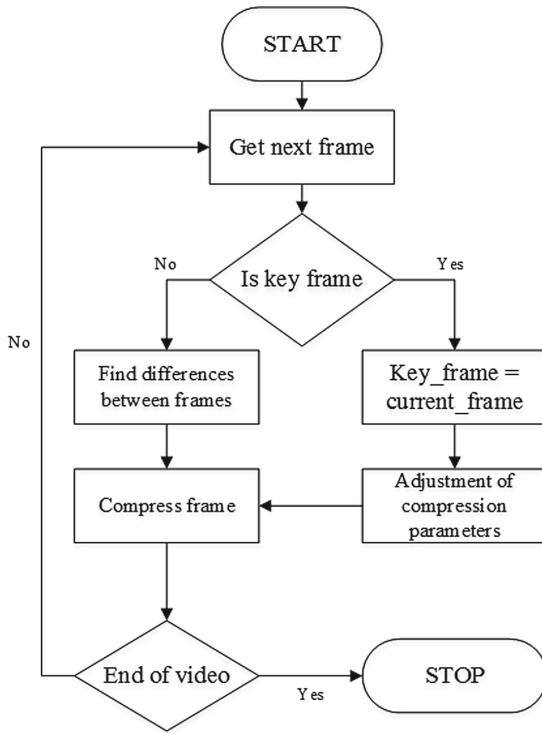 START
Get next frame
Is key frame
No
Yes
No
Find differences
between frames
Key_frame =
current_frame
Compress frame
Adjustment of
compression
parameters
End of video
Yes
STOP